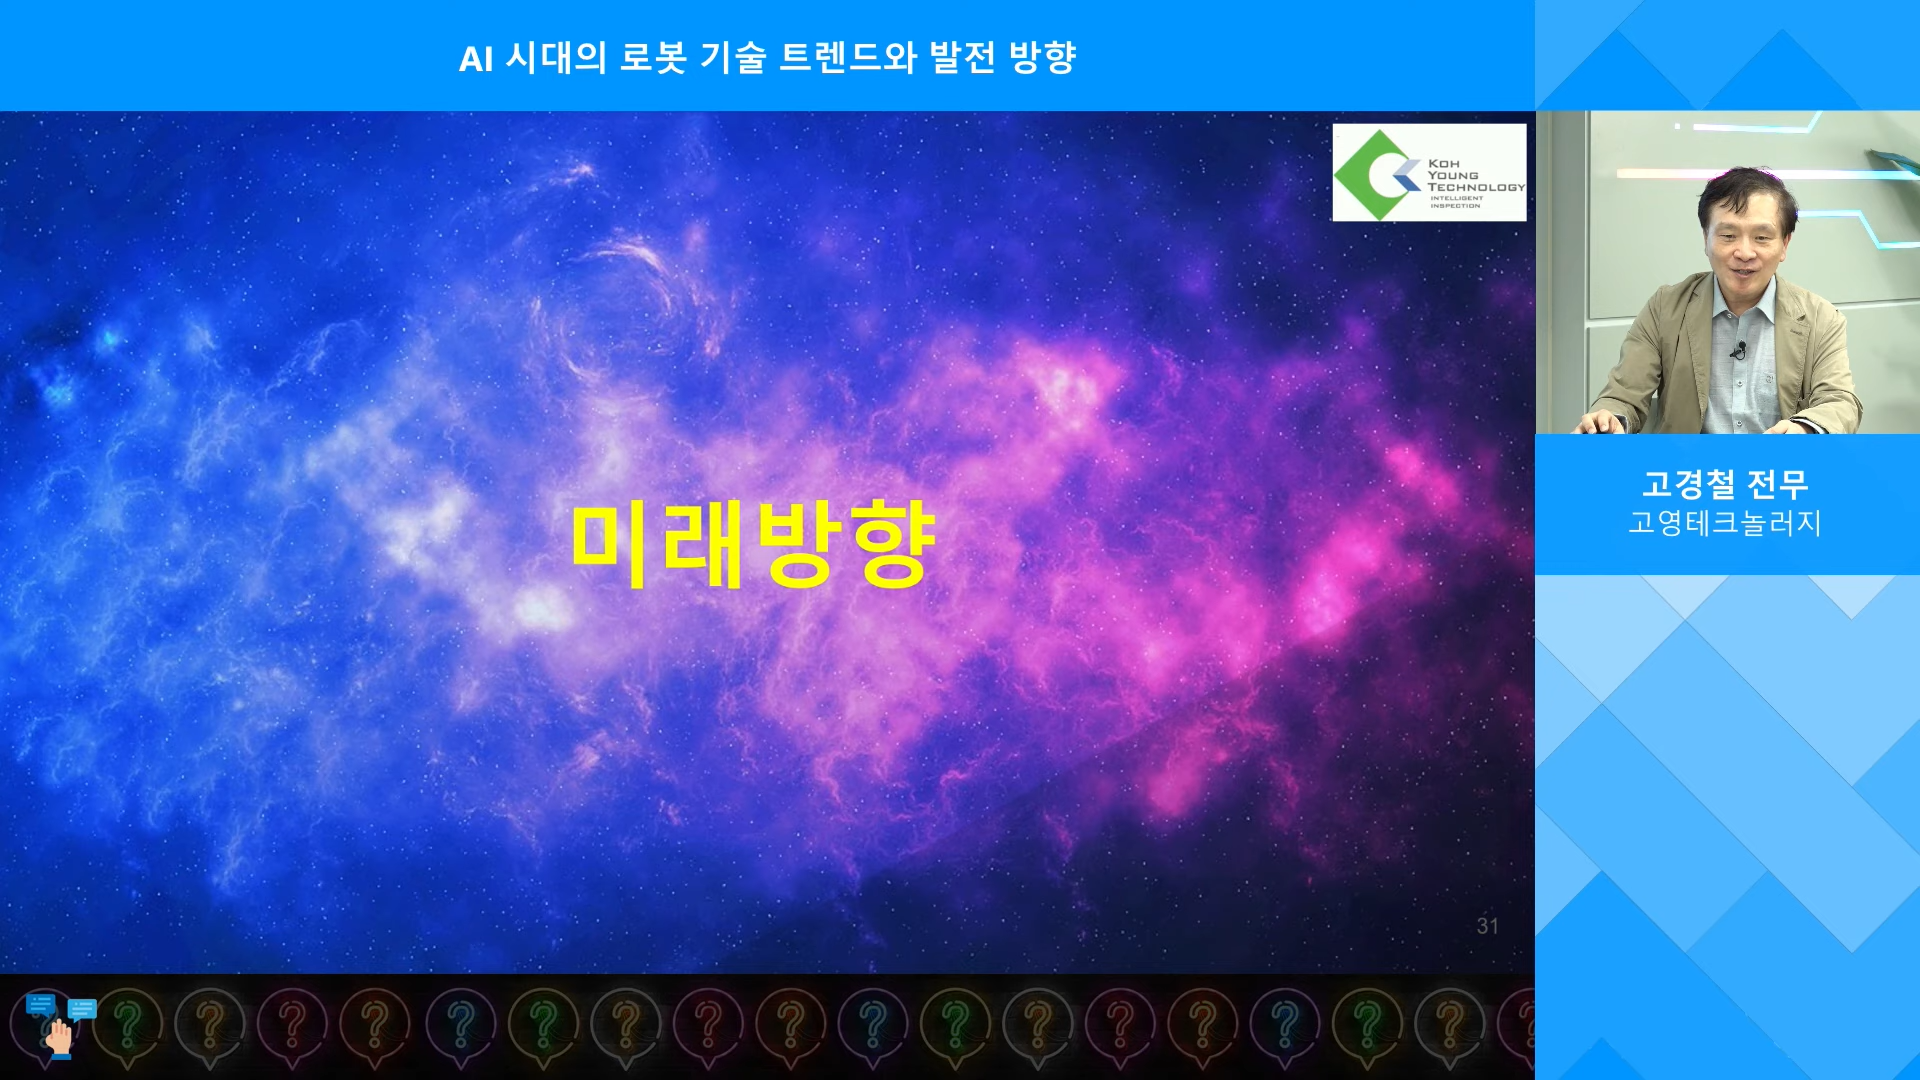 AI 시대의 로봇 기술 트렌드와 발전 방향
KOH
YOUNG
TECHNOLOGY
INTELLIGENT
INSPECTION
미래방향
고경철 전무
고영테크놀러지
31
? ? ? ? ? ? ? ? ? ? ? ? ? ? ? ? ? ?